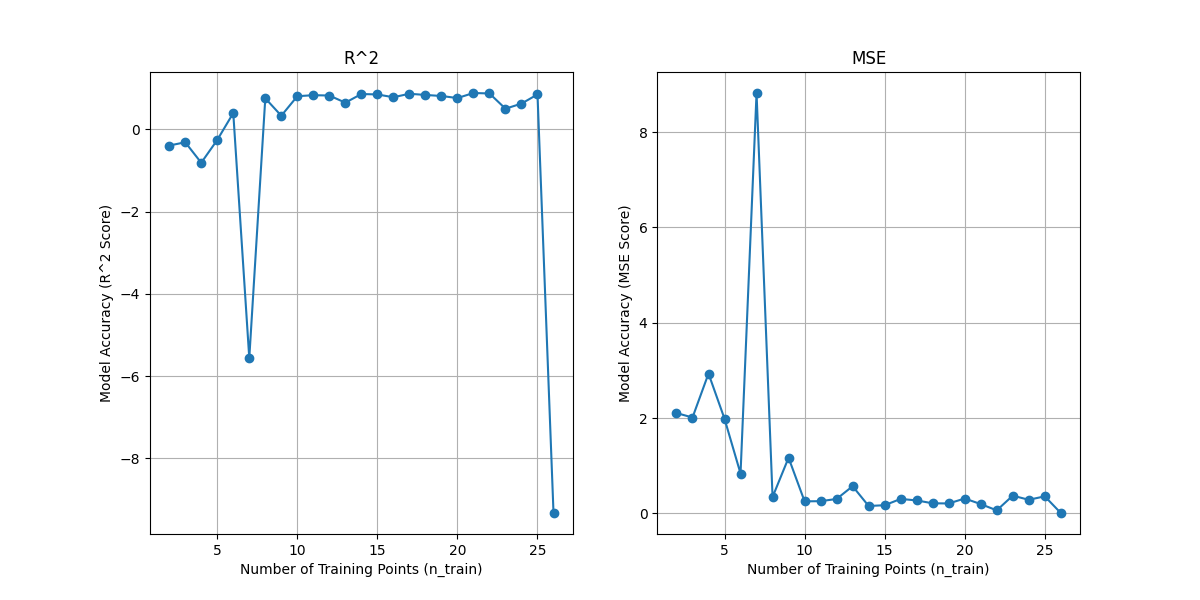 R^2
Model Accuracy (R^2 Score)
0
−2
−4
−6
−8
5 10 15 20 25
Number of Training Points (n_train)
MSE
Model Accuracy (MSE Score)
8
6
4
2
0
5 10 15 20 25
Number of Training Points (n_train)